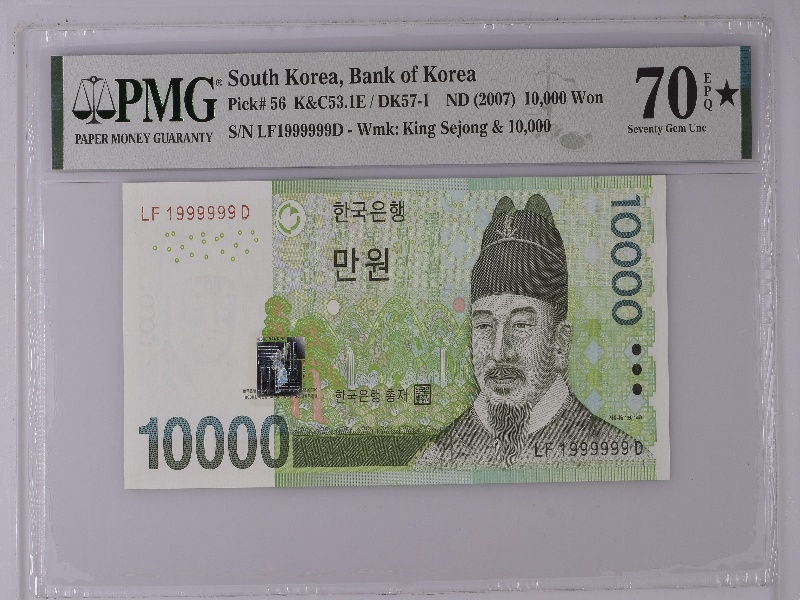 PMG®
PAPER MONEY GUARANTY
South Korea, Bank of Korea
Pick# 56 K&C53.1E / DK57-I ND (2007) 10,000 Won
S/N LF1999999D - Wmk: King Sejong & 10,000
70 EPQ★
Seventy Gem Unc
LF 1999999 D
한국은행
만원
10000
한국은행 총재
10000
LF 1999999 D